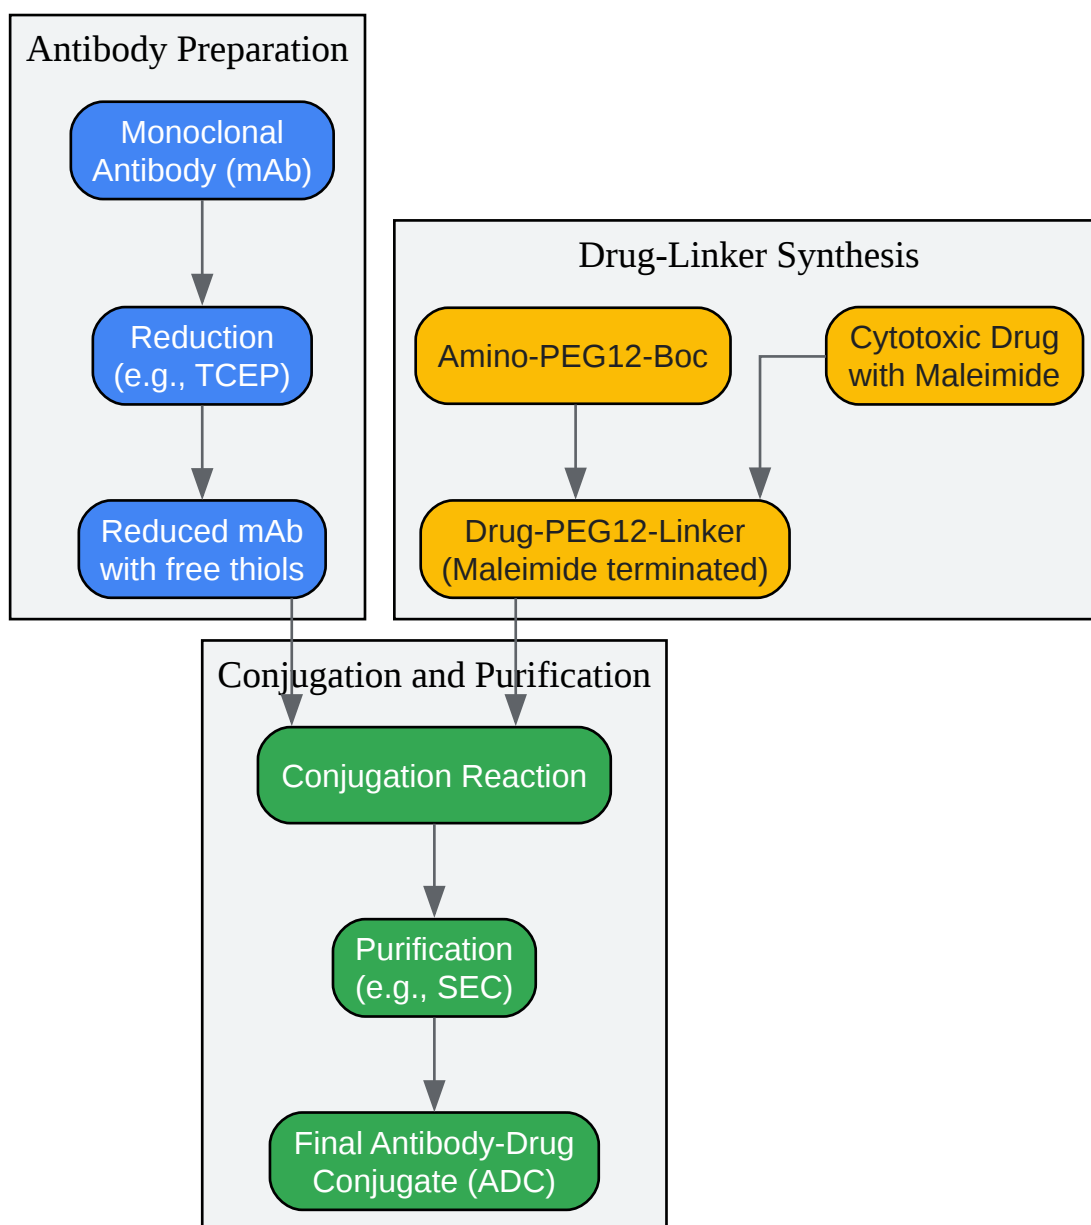 Antibody Preparation
Monoclonal
Antibody (mAb)
Reduction
(e.g., TCEP)
Reduced mAb
with free thiols
Drug-Linker Synthesis
Amino-PEG12-Boc
Cytotoxic Drug
with Maleimide
Drug-PEG12-Linker
(Maleimide terminated)
Conjugation and Purification
Conjugation Reaction
Purification
(e.g., SEC)
Final Antibody-Drug
Conjugate (ADC)